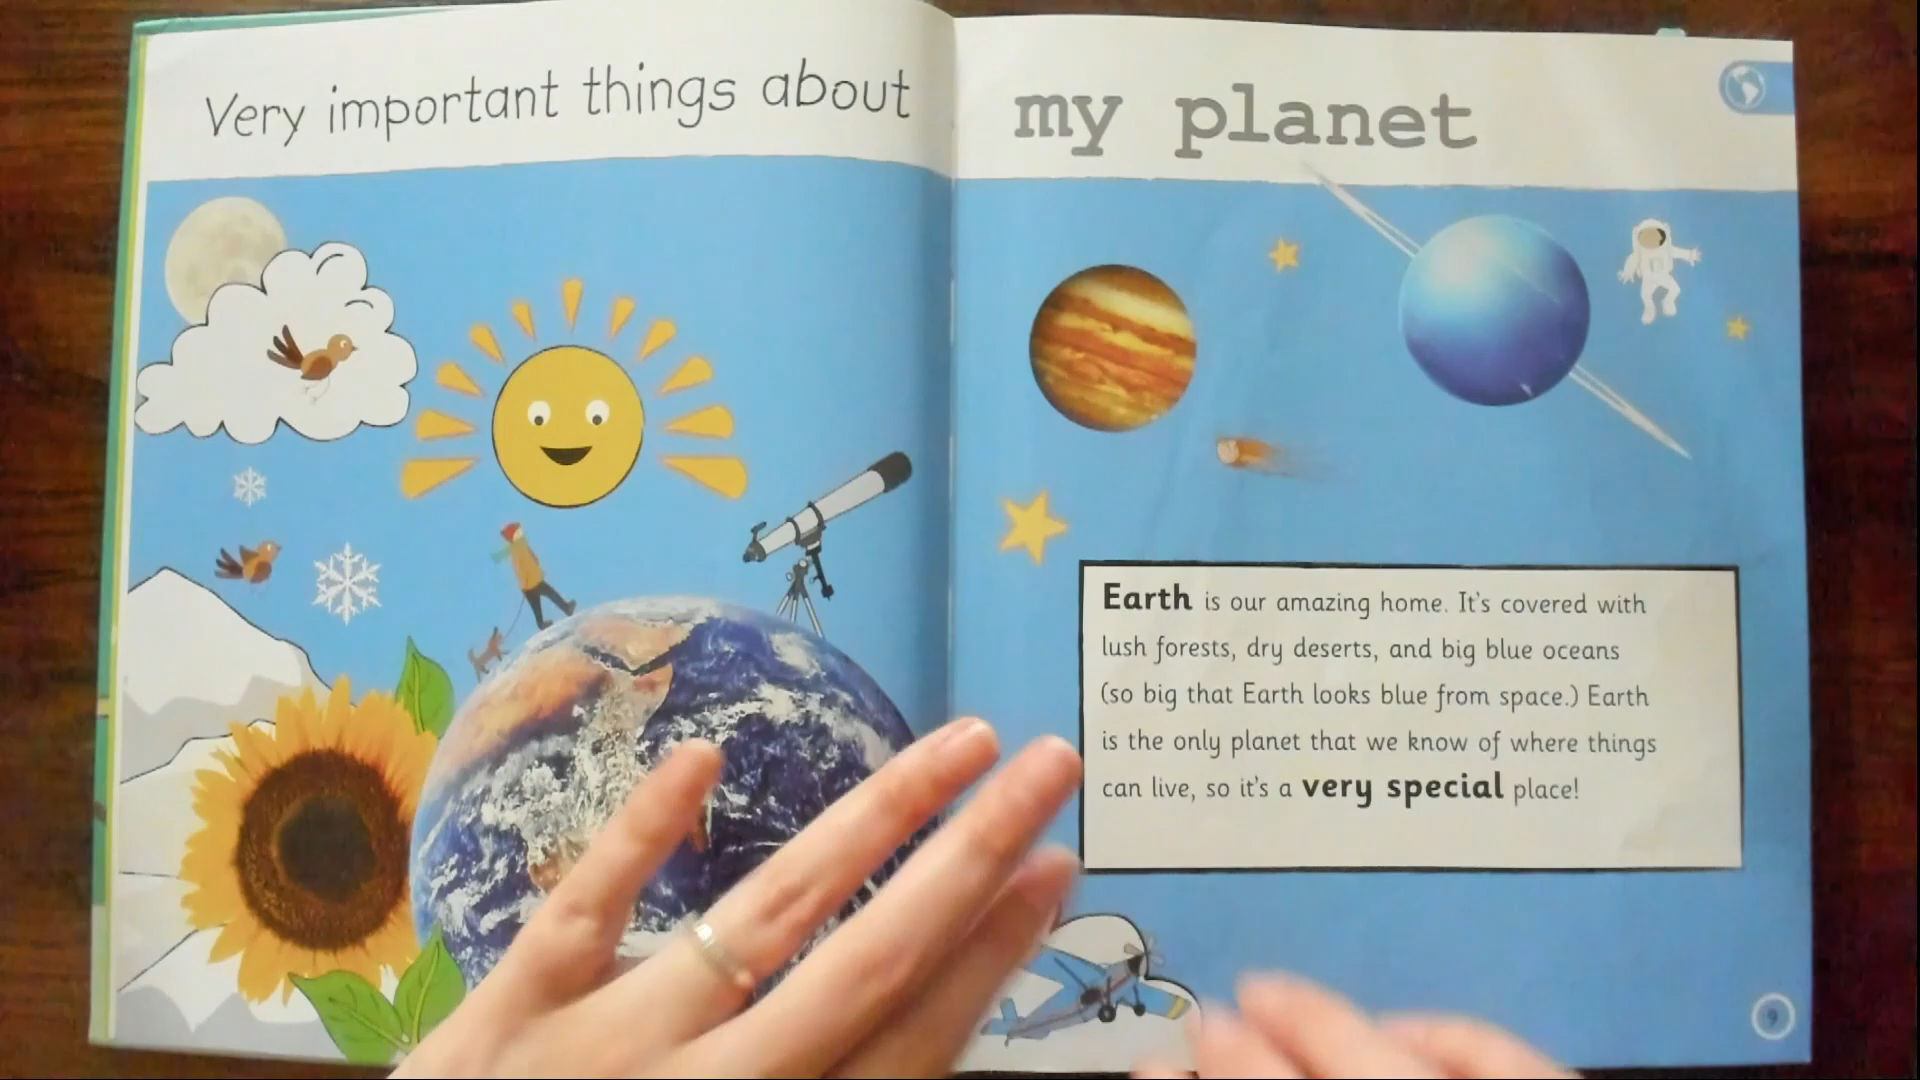 Very important things about my planet
Earth is our amazing home. It's covered with
lush forests, dry deserts, and big blue oceans
(so big that Earth looks blue from space.) Earth
is the only planet that we know of where things
can live, so it's a very special place!
9